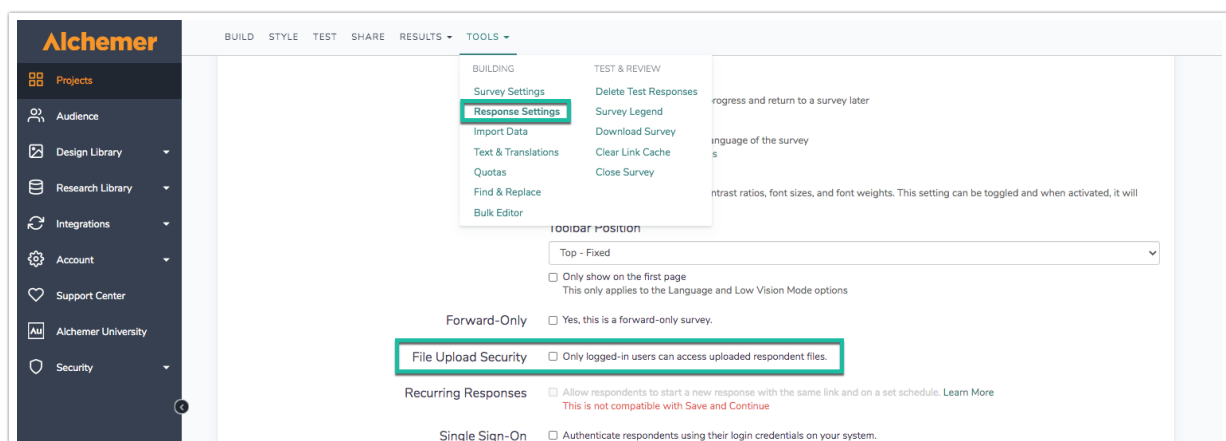 Alchemer
BUILD STYLE TEST SHARE RESULTS TOOLS
Projects
Audience
Design Library
Research Library
Integrations
Account
Support Center
Au Alchemer University
Security
BUILDING
Survey Settings
Response Settings
Import Data
Text & Translations
Quotas
Find & Replace
Bulk Editor
TEST & REVIEW
Delete Test Responses
Survey Legend
Download Survey
Clear Link Cache
Close Survey
rogress and return to a survey later
anguage of the survey
s
ntrast ratios, font sizes, and font weights. This setting can be toggled and when activated, it will
Toolbar Position
Top - Fixed
Only show on the first page
This only applies to the Language and Low Vision Mode options
Forward-Only Yes, this is a forward-only survey.
File Upload Security Only logged-in users can access uploaded respondent files.
Recurring Responses Allow respondents to start a new response with the same link and on a set schedule. Learn More
This is not compatible with Save and Continue
Single Sign-On Authenticate respondents using their login credentials on your system.